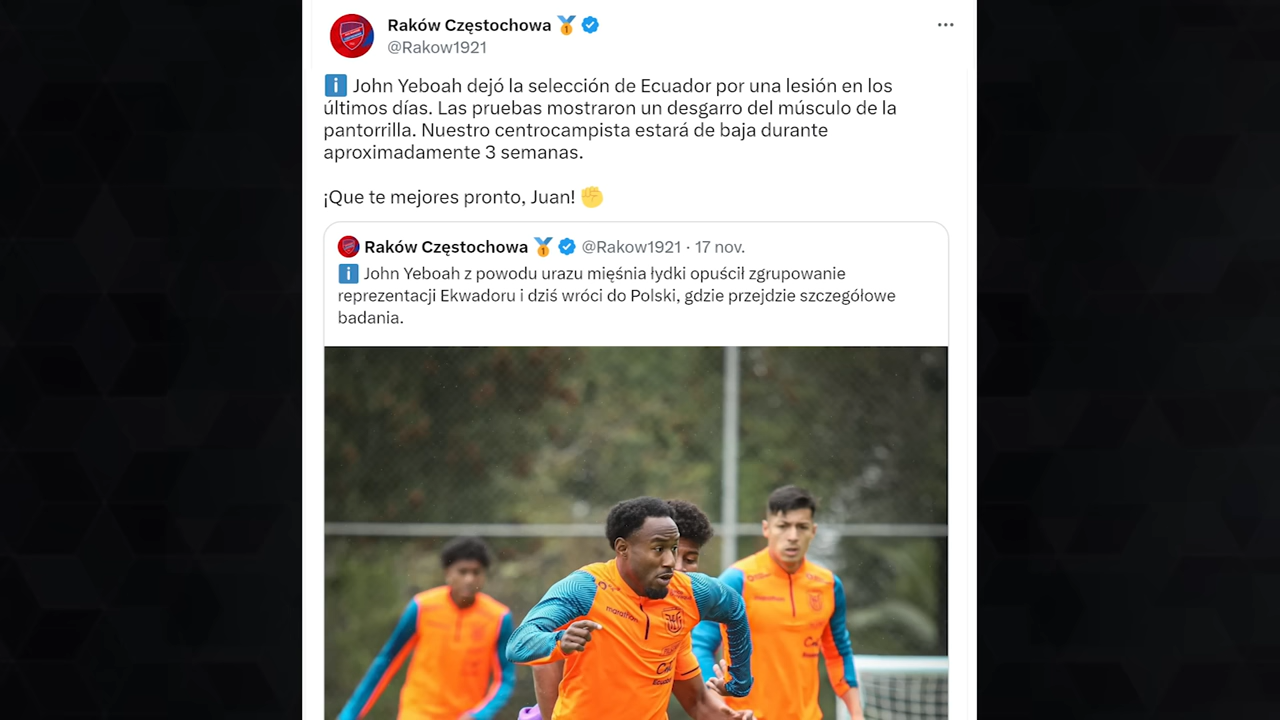 Raków Częstochowa 🏅
@Rakow1921
ℹ️ John Yeboah dejó la selección de Ecuador por una lesión en los
últimos días. Las pruebas mostraron un desgarro del músculo de la
pantorrilla. Nuestro centrocampista estará de baja durante
aproximadamente 3 semanas.
¡Que te mejores pronto, Juan! ✊
Raków Częstochowa 🏅 @Rakow1921 · 17 nov.
ℹ️ John Yeboah z powodu urazu mięśnia łydki opuścił zgrupowanie
reprezentacji Ekwadoru i dziś wróci do Polski, gdzie przejdzie szczegółowe
badania.
marathon